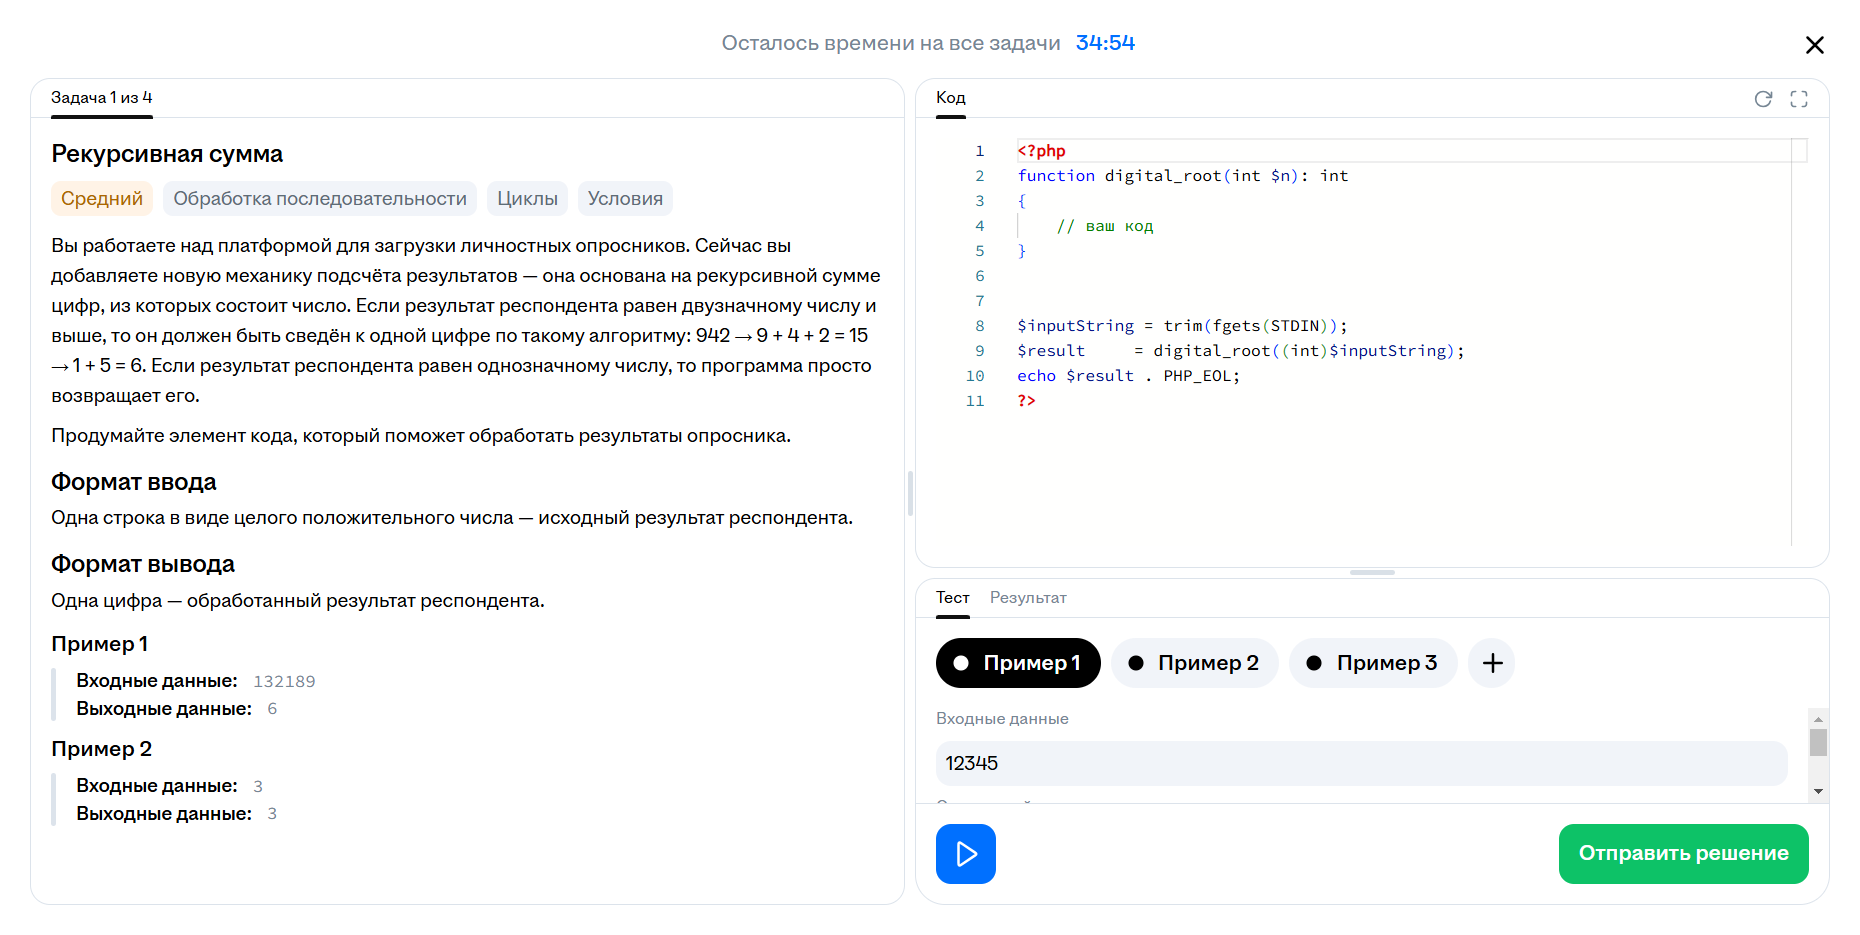 Осталось времени на все задачи 34:54
Задача 1 из 4
Рекурсивная сумма
Средний Обработка последовательности Циклы Условия
Вы работаете над платформой для загрузки личностных опросников. Сейчас вы
добавляете новую механику подсчёта результатов — она основана на рекурсивной сумме
цифр, из которых состоит число. Если результат респондента равен двузначному числу и
выше, то он должен быть сведён к одной цифре по такому алгоритму: 942 → 9 + 4 + 2 = 15
→ 1 + 5 = 6. Если результат респондента равен однозначному числу, то программа просто
возвращает его.
Продумайте элемент кода, который поможет обработать результаты опросника.
Формат ввода
Одна строка в виде целого положительного числа — исходный результат респондента.
Формат вывода
Одна цифра — обработанный результат респондента.
Пример 1
Входные данные: 132189
Выходные данные: 6
Пример 2
Входные данные: 3
Выходные данные: 3
Код
1 <?php
2 function digital_root(int $n): int
3 {
4 // ваш код
5 }
6
7
8 $inputString = trim(fgets(STDIN));
9 $result = digital_root((int)$inputString);
10 echo $result . PHP_EOL;
11 ?>
Тест Результат
Пример 1 Пример 2 Пример 3 +
Входные данные
12345
Отправить решение